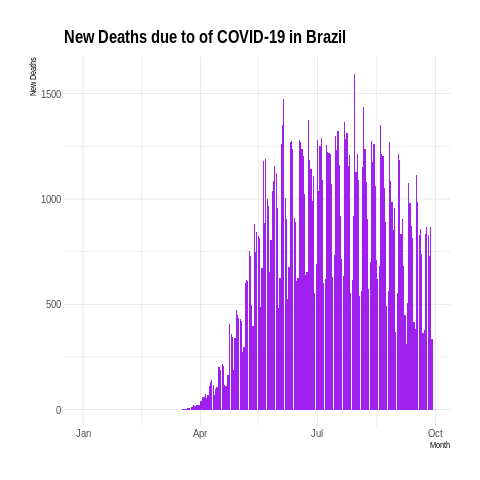 New Deaths due to of COVID-19 in Brazil
New Deaths
1500
1000
500
0
Jan Apr Jul Oct
Month